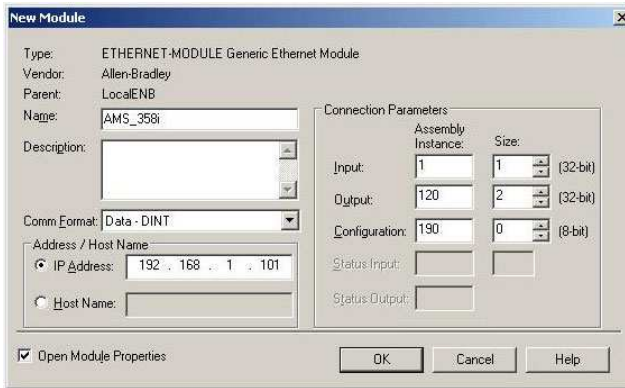 New Module
Type: ETHERNET-MODULE Generic Ethernet Module
Vendor: Allen-Bradley
Parent: LocalENB
Name: AMS_358i
Description:
Comm Format: Data - DINT
Address / Host Name
IP Address: 192 . 168 . 1 . 101
Host Name:
Connection Parameters
Assembly Instance: Size:
Input: 1 1 (32-bit)
Output: 120 2 (32-bit)
Configuration: 190 0 (8-bit)
Status Input:
Status Output:
Open Module Properties
OK Cancel Help